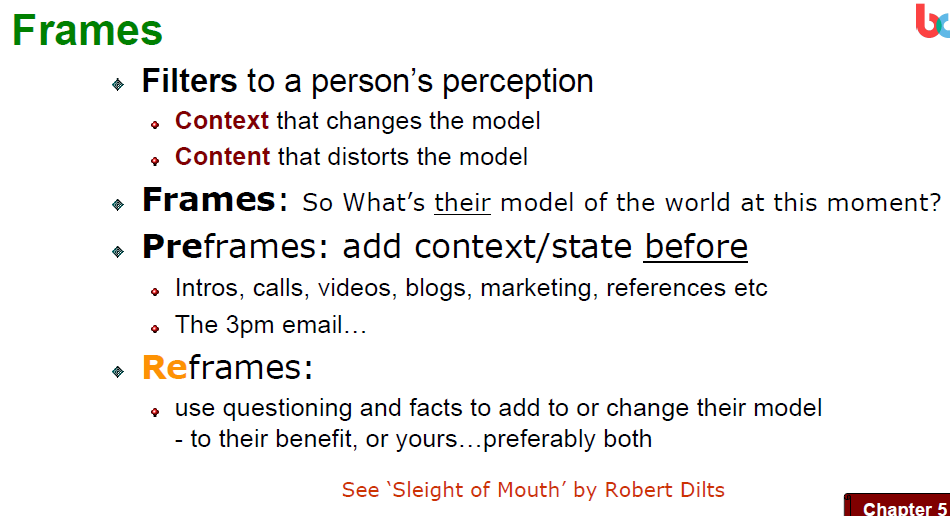 Frames
Filters to a person's perception
Context that changes the model
Content that distorts the model
Frames: So What's their model of the world at this moment?
Preframes: add context/state before
Intros, calls, videos, blogs, marketing, references etc
The 3pm email…
Reframes:
use questioning and facts to add to or change their model
- to their benefit, or yours…preferably both
See ‘Sleight of Mouth’ by Robert Dilts
Chapter 5